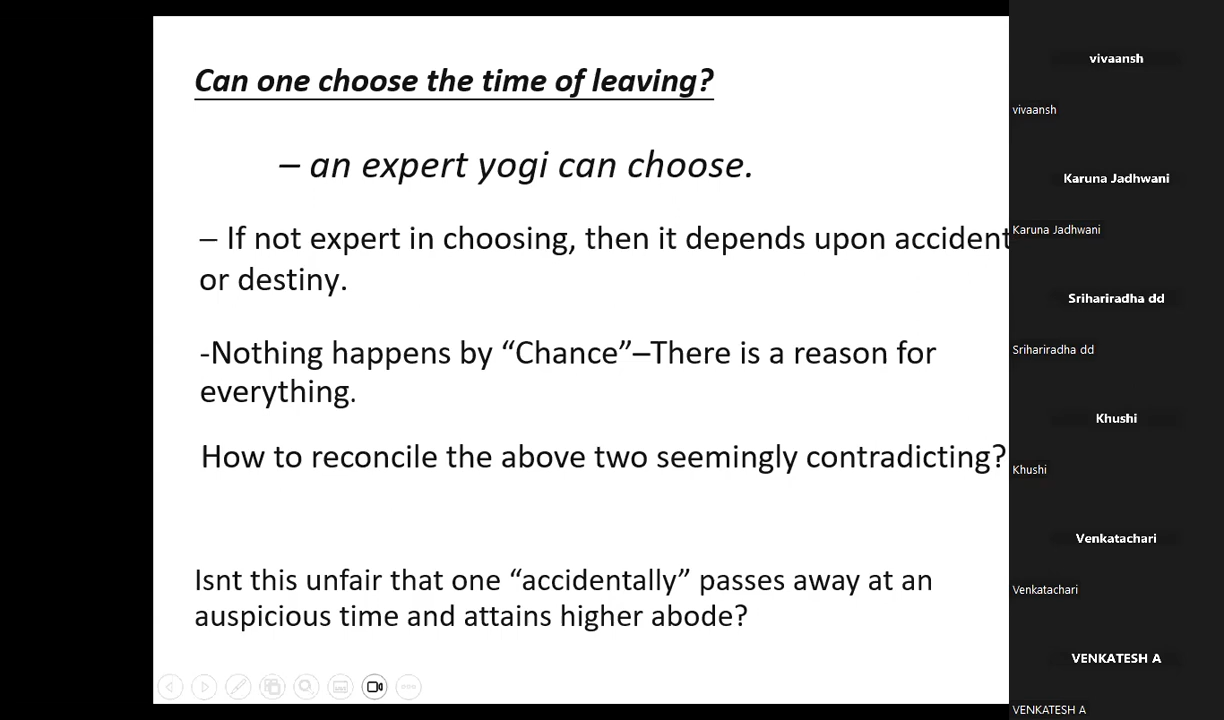 Can one choose the time of leaving?
– an expert yogi can choose.
– If not expert in choosing, then it depends upon accident
or destiny.
-Nothing happens by “Chance”–There is a reason for
everything.
How to reconcile the above two seemingly contradicting?
Isnt this unfair that one “accidentally” passes away at an
auspicious time and attains higher abode?
vivaansh
vivaansh
Karuna Jadhwani
Karuna Jadhwani
Srihariradha dd
Srihariradha dd
Khushi
Khushi
Venkatachari
Venkatachari
VENKATESH A
VENKATESH A